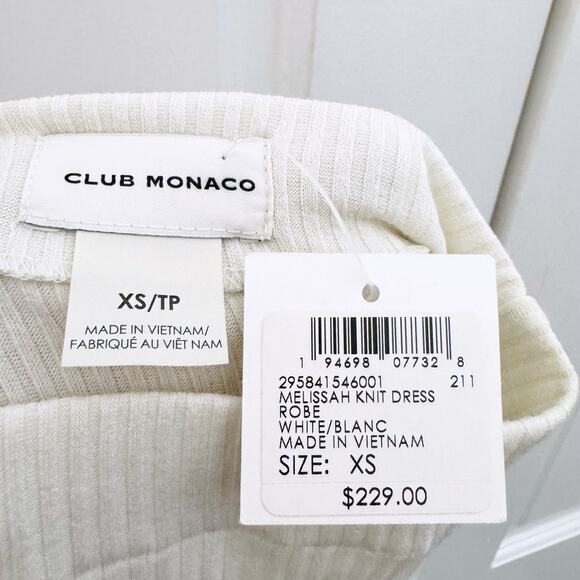 CLUB MONACO
XS/TP
MADE IN VIETNAM/
FABRIQUÉ AU VIÊT NAM
1 94698 07732 8
295841546001 211
MELISSAH KNIT DRESS
ROBE
WHITE/BLANC
MADE IN VIETNAM
SIZE: XS
$229.00